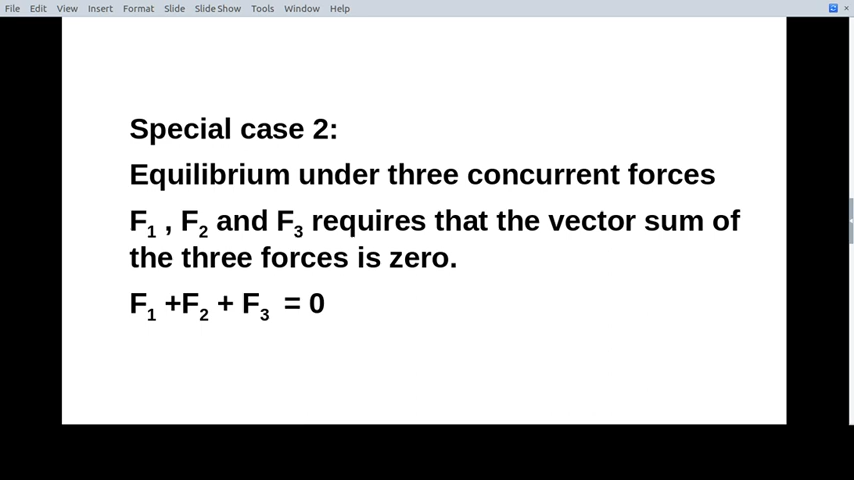 File Edit View Insert Format Slide Slide Show Tools Window Help
Special case 2:
Equilibrium under three concurrent forces
F₁ , F₂ and F₃ requires that the vector sum of
the three forces is zero.
F₁ +F₂ + F₃ = 0